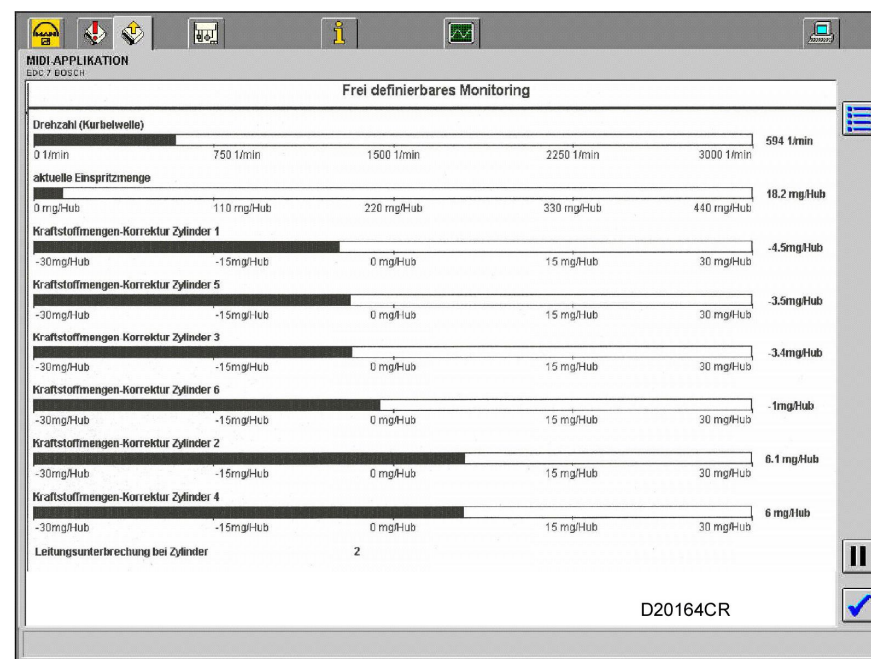 MAN
MIDI-APPLIKATION
EDC 7 BOSCH
Frei definierbares Monitoring
Drehzahl (Kurbelwelle)
594 1/min
0 1/min 750 1/min 1500 1/min 2250 1/min 3000 1/min
aktuelle Einspritzmenge
18.2 mg/Hub
0 mg/Hub 110 mg/Hub 220 mg/Hub 330 mg/Hub 440 mg/Hub
Kraftstoffmengen-Korrektur Zylinder 1
-4.5mg/Hub
-30mg/Hub -15mg/Hub 0 mg/Hub 15 mg/Hub 30 mg/Hub
Kraftstoffmengen-Korrektur Zylinder 5
-3.5mg/Hub
-30mg/Hub -15mg/Hub 0 mg/Hub 15 mg/Hub 30 mg/Hub
Kraftstoffmengen-Korrektur Zylinder 3
-3.4mg/Hub
-30mg/Hub -15mg/Hub 0 mg/Hub 15 mg/Hub 30 mg/Hub
Kraftstoffmengen-Korrektur Zylinder 6
-1mg/Hub
-30mg/Hub -15mg/Hub 0 mg/Hub 15 mg/Hub 30 mg/Hub
Kraftstoffmengen-Korrektur Zylinder 2
6.1 mg/Hub
-30mg/Hub -15mg/Hub 0 mg/Hub 15 mg/Hub 30 mg/Hub
Kraftstoffmengen-Korrektur Zylinder 4
6 mg/Hub
-30mg/Hub -15mg/Hub 0 mg/Hub 15 mg/Hub 30 mg/Hub
Leitungsunterbrechung bei Zylinder 2
D20164CR